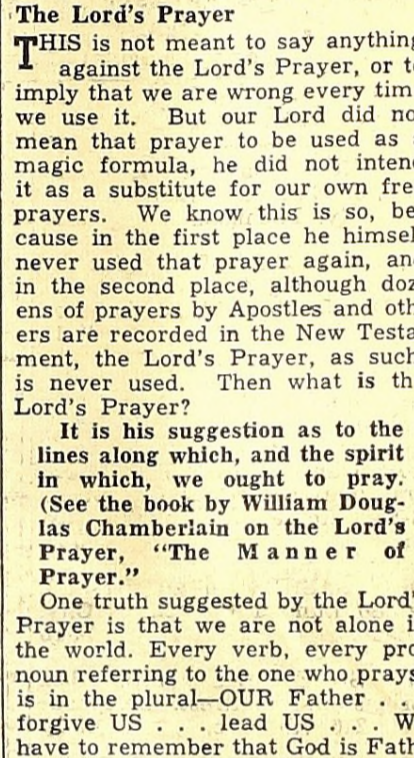 The Lord's Prayer
THIS is not meant to say anything
against the Lord's Prayer, or t
imply that we are wrong every tim
we use it. But our Lord did no
mean that prayer to be used as
magic formula, he did not inten
it as a substitute for our own fre
prayers. We know this is so, be
cause in the first place he himsel
never used that prayer again, an
in the second place, although doz
ens of prayers by Apostles and oth
ers are recorded in the New Testa
ment, the Lord's Prayer, as such
is never used. Then what is th
Lord's Prayer?
It is his suggestion as to the
lines along which, and the spirit
in which, we ought to pray.
(See the book by William Doug-
las Chamberlain on the Lord's
Prayer, "The Manner of
Prayer."
One truth suggested by the Lord'
Prayer is that we are not alone i
the world. Every verb, every pro
noun referring to the one who prays
is in the plural—OUR Father . .
forgive US . . . lead US . . . W
have to remember that God is Fath